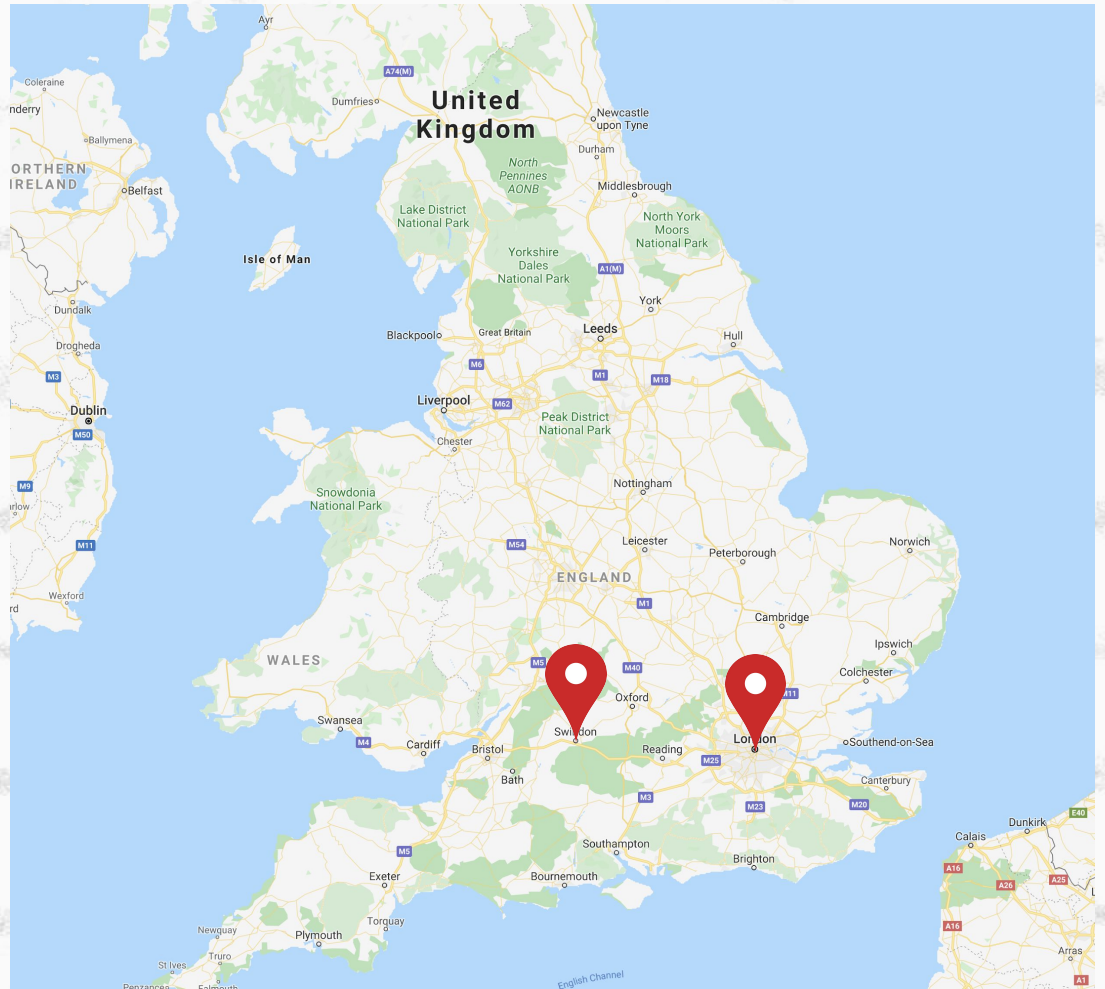 Ayr
A74(M)
Coleraine
United
Kingdom
Dumfries
nderry
Newcastle
upon Tyne
Ballymena
Durham
ORTHERN
IRELAND
North
Pennines
AONB
Belfast
Middlesbrough
Lake District
National Park
North York
Moors
National Park
Isle of Man
Yorkshire
Dales
National Park
A1(M)
York
Dundalk
Blackpool
Great Britain
Leeds
Hull
Drogheda
M6
M3
M1
M18
Liverpool
M62
Dublin
Peak District
National Park
M50
Chester
M9
Nottingham
Snowdonia
National Park
arlow
M11
M54
Leicester
Norwich
Peterborough
ENGLAND
Wexford
M1
rd
Cambridge
Ipswich
WALES
M5
M40
Colchester
Oxford
M11
Swansea
Swindon
London
M4
Cardiff
Bristol
Reading
Southend-on-Sea
M25
Bath
Canterbury
M3
M23
M20
E40
Dunkirk
Calais
Southampton
M5
Brighton
A16
Exeter
Bournemouth
A26
A25
L
Torquay
Newquay
A16
Plymouth
Arras
Truro
St Ives
English Channel
A1
Penzance
Falmouth